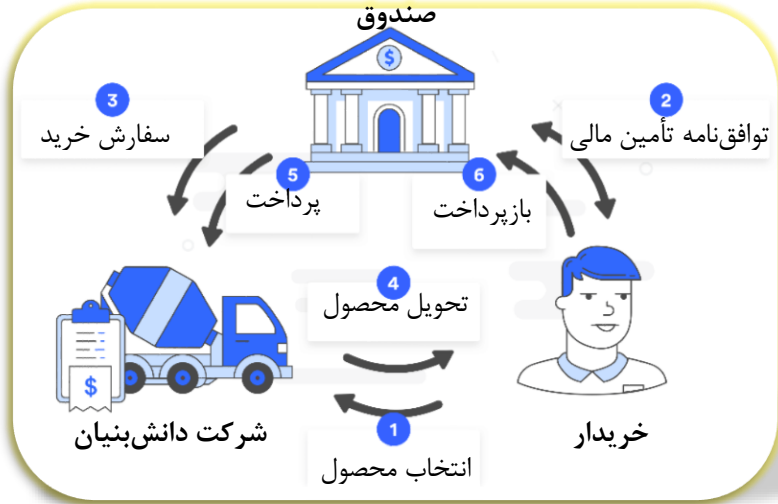 صندوق
3
سفارش خرید
2
توافق‌نامه تأمین مالی
5
پرداخت
6
بازپرداخت
4
تحویل محصول
$
$
شرکت دانش‌بنیان
خریدار
1
انتخاب محصول